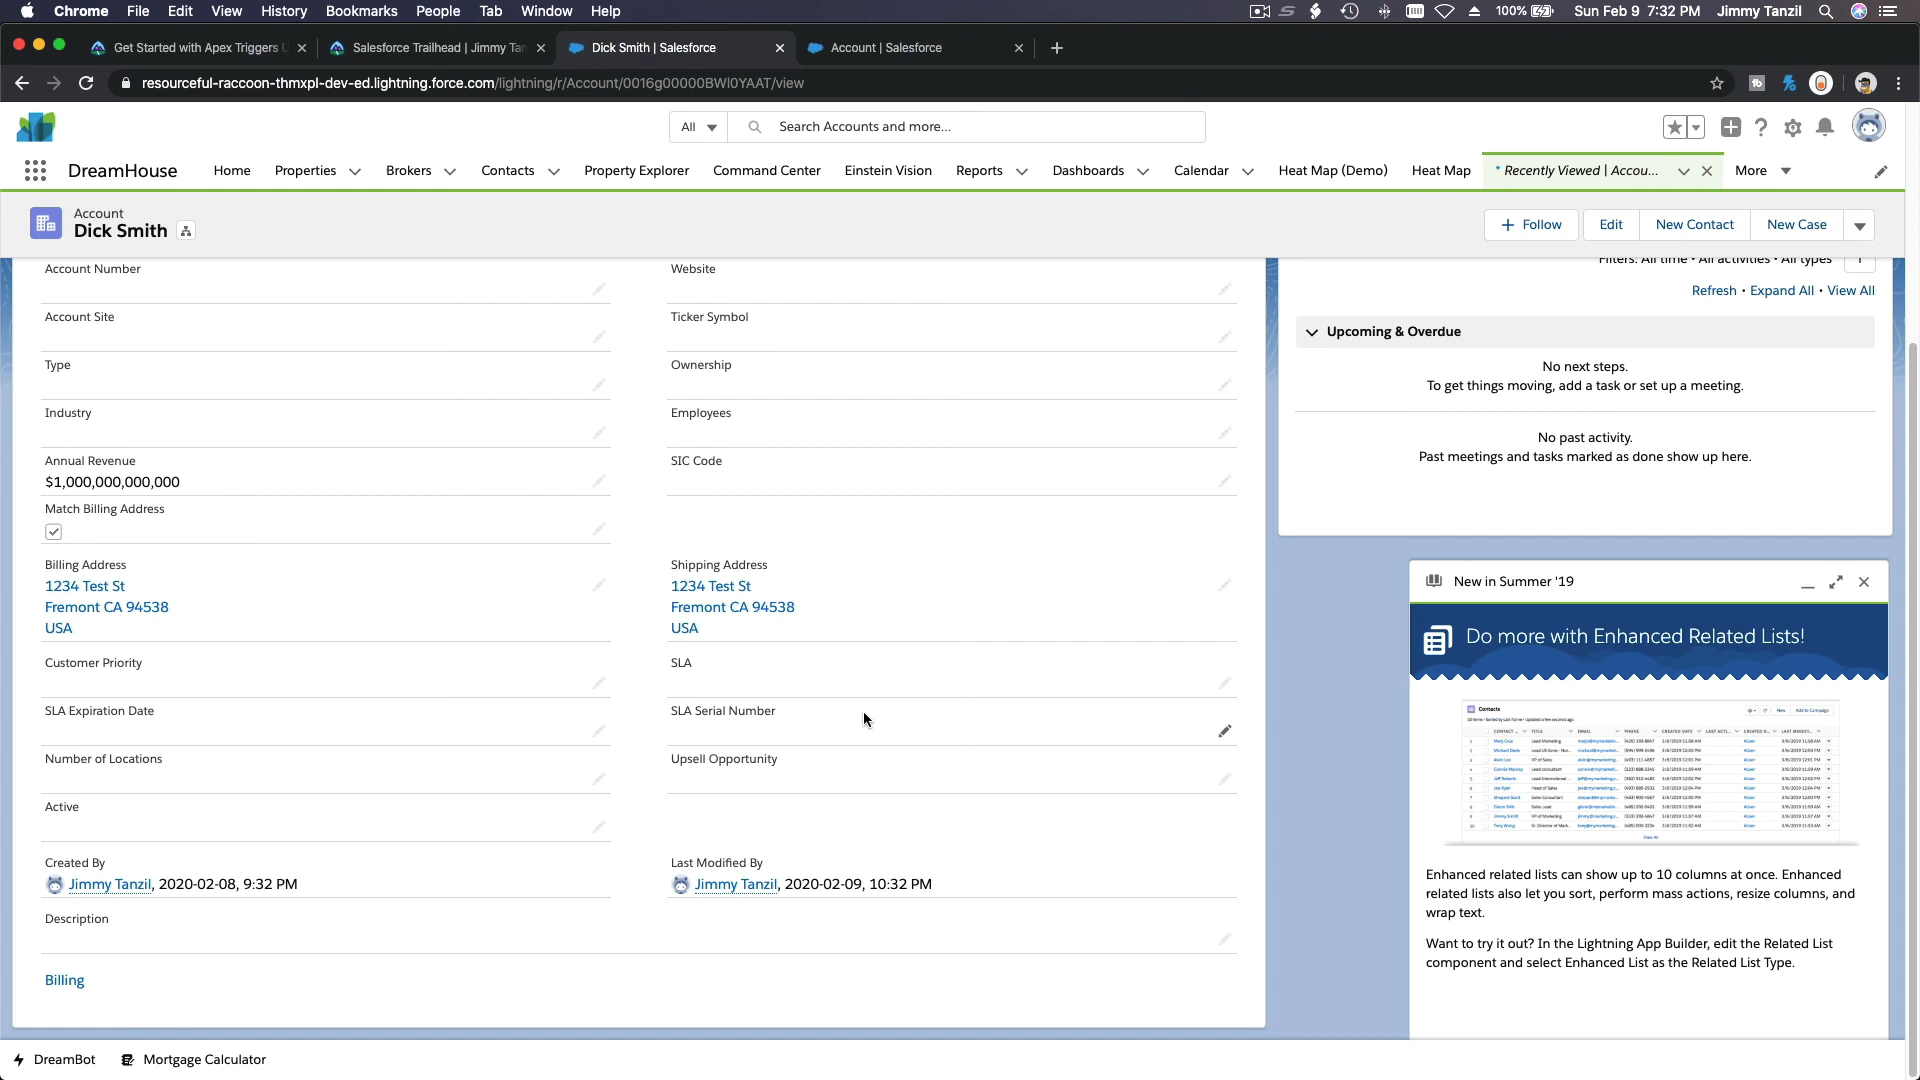 Chrome File Edit View History Bookmarks People Tab Window Help
100% Sun Feb 9 7:32 PM Jimmy Tanzil
Get Started with Apex Triggers
Salesforce Trailhead | Jimmy Tan
Dick Smith | Salesforce
Account | Salesforce
resourceful-raccoon-thmxpl-dev-ed.lightning.force.com/lightning/r/Account/0016g00000BWl0YAAT/view
All
Search Accounts and more...
DreamHouse
Home Properties Brokers Contacts Property Explorer Command Center Einstein Vision Reports Dashboards Calendar Heat Map (Demo) Heat Map * Recently Viewed | Accou... More
Account
Dick Smith
Follow Edit New Contact New Case
Account Number
Website
Account Site
Ticker Symbol
Type
Ownership
Industry
Employees
Annual Revenue
$1,000,000,000,000
SIC Code
Match Billing Address
Billing Address
1234 Test St
Fremont CA 94538
USA
Shipping Address
1234 Test St
Fremont CA 94538
USA
Customer Priority
SLA
SLA Expiration Date
SLA Serial Number
Number of Locations
Upsell Opportunity
Active
Created By
Jimmy Tanzil, 2020-02-08, 9:32 PM
Last Modified By
Jimmy Tanzil, 2020-02-09, 10:32 PM
Description
Billing
Filters: All time • All activities • All types
Refresh • Expand All • View All
Upcoming & Overdue
No next steps.
To get things moving, add a task or set up a meeting.
No past activity.
Past meetings and tasks marked as done show up here.
New in Summer '19
Do more with Enhanced Related Lists!
Contacts
View All
Enhanced related lists can show up to 10 columns at once. Enhanced
related lists also let you sort, perform mass actions, resize columns, and
wrap text.
Want to try it out? In the Lightning App Builder, edit the Related List
component and select Enhanced List as the Related List Type.
DreamBot
Mortgage Calculator